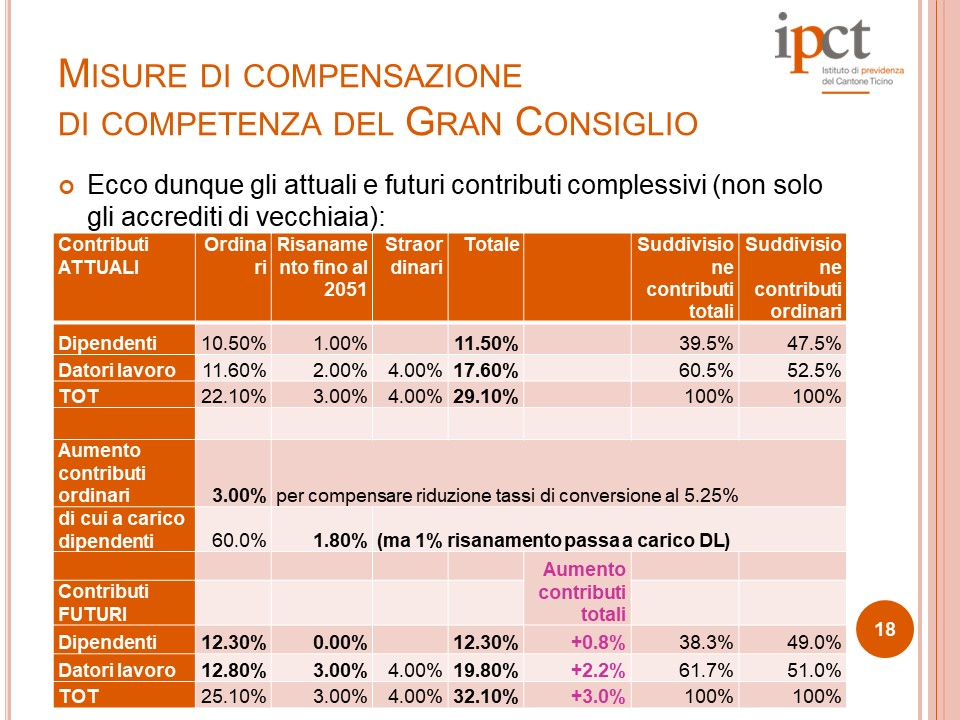 ipct
Istituto di previdenza
del Cantone Ticino
MISURE DI COMPENSAZIONE
DI COMPETENZA DEL GRAN CONSIGLIO
Ecco dunque gli attuali e futuri contributi complessivi (non solo
gli accrediti di vecchiaia):
Contributi ATTUALI Ordinari Risanamento fino al 2051 Straordinari Totale Suddivisione contributi totali Suddivisione contributi ordinari
Dipendenti 10.50% 1.00% 11.50% 39.5% 47.5%
Datori lavoro 11.60% 2.00% 4.00% 17.60% 60.5% 52.5%
TOT 22.10% 3.00% 4.00% 29.10% 100% 100%
Aumento
contributi
ordinari 3.00% per compensare riduzione tassi di conversione al 5.25%
di cui a carico
dipendenti 60.0% 1.80% (ma 1% risanamento passa a carico DL)
Aumento
contributi
totali
Contributi
FUTURI
Dipendenti 12.30% 0.00% 12.30% +0.8% 38.3% 49.0%
Datori lavoro 12.80% 3.00% 4.00% 19.80% +2.2% 61.7% 51.0%
TOT 25.10% 3.00% 4.00% 32.10% +3.0% 100% 100%
18